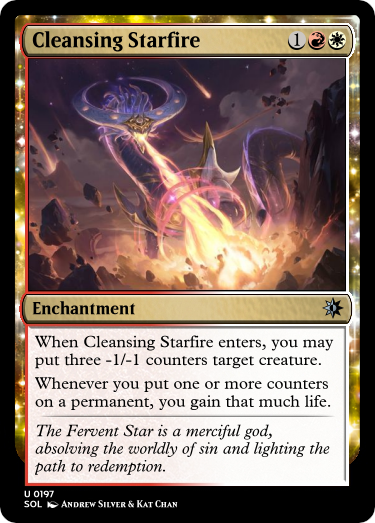 Cleansing Starfire 1
Enchantment
When Cleansing Starfire enters, you may
put three -1/-1 counters target creature.
Whenever you put one or more counters
on a permanent, you gain that much life.
The Fervent Star is a merciful god,
absolving the worldly of sin and lighting the
path to redemption.
U 0197
SOL Andrew Silver & Kat Chan